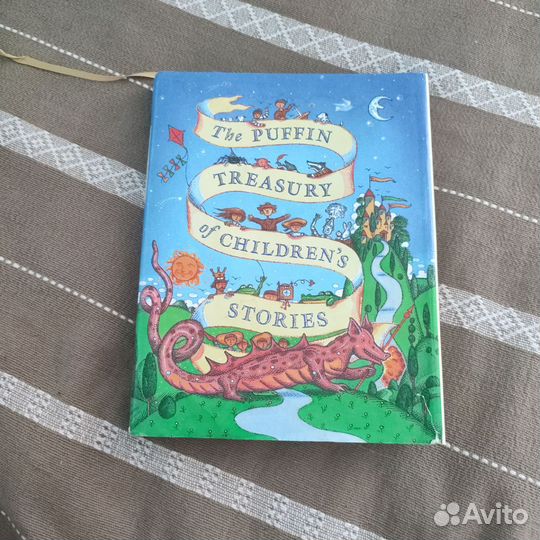 The PUFFIN
TREASURY
of CHILDREN'S
STORIES
Avito